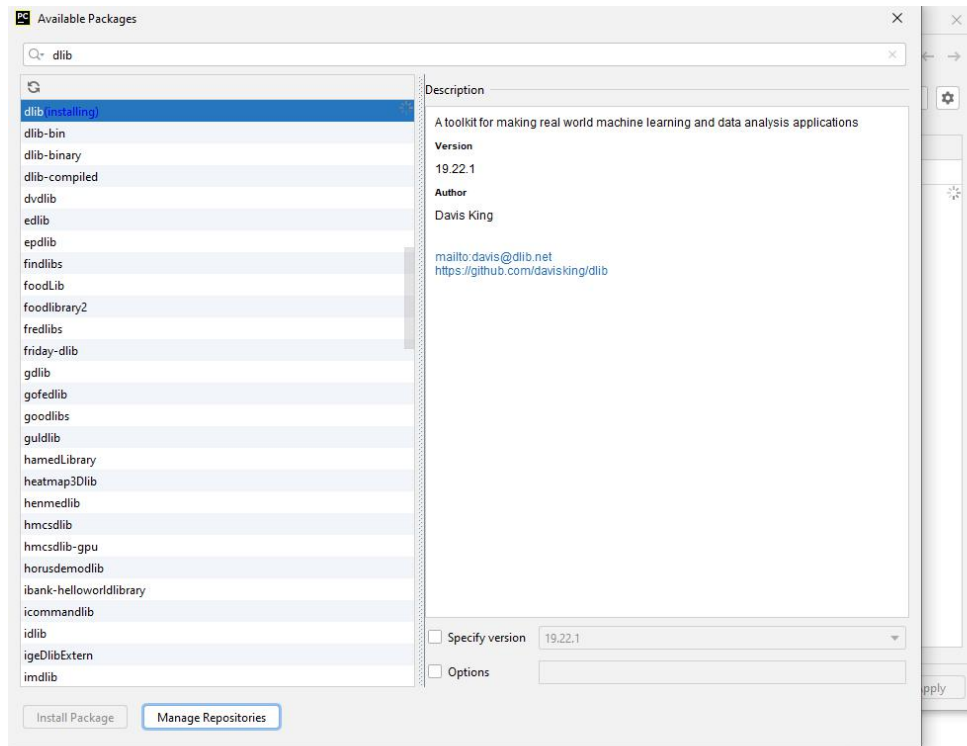 PC Available Packages
dlib
Description
dlib (installing)
dlib-bin
dlib-binary
dlib-compiled
dvdlib
edlib
epdlib
findlibs
foodLib
foodlibrary2
fredlibs
friday-dlib
gdlib
gofedlib
goodlibs
guldlib
hamedLibrary
heatmap3Dlib
henmedlib
hmcsdlib
hmcsdlib-gpu
horusdemodlib
ibank-helloworldlibrary
icommandlib
idlib
igeDlibExtern
imdlib
A toolkit for making real world machine learning and data analysis applications
Version
19.22.1
Author
Davis King
mailto:davis@dlib.net
https://github.com/davisking/dlib
Specify version 19.22.1
Options
Install Package Manage Repositories